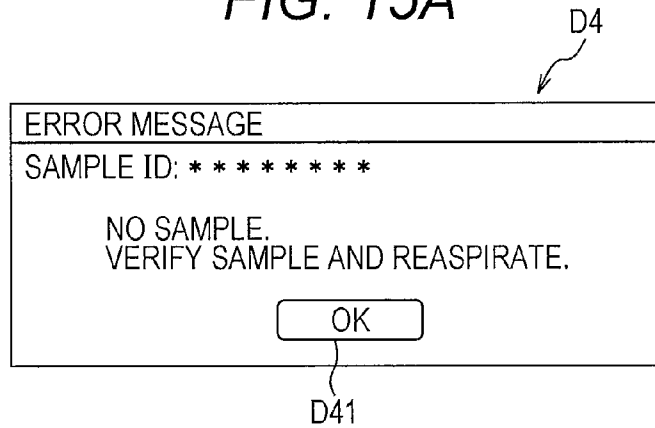 FIG. 15A
D4
ERROR MESSAGE
SAMPLE ID: * * * * * * * *
NO SAMPLE.
VERIFY SAMPLE AND REASPIRATE.
OK
D41